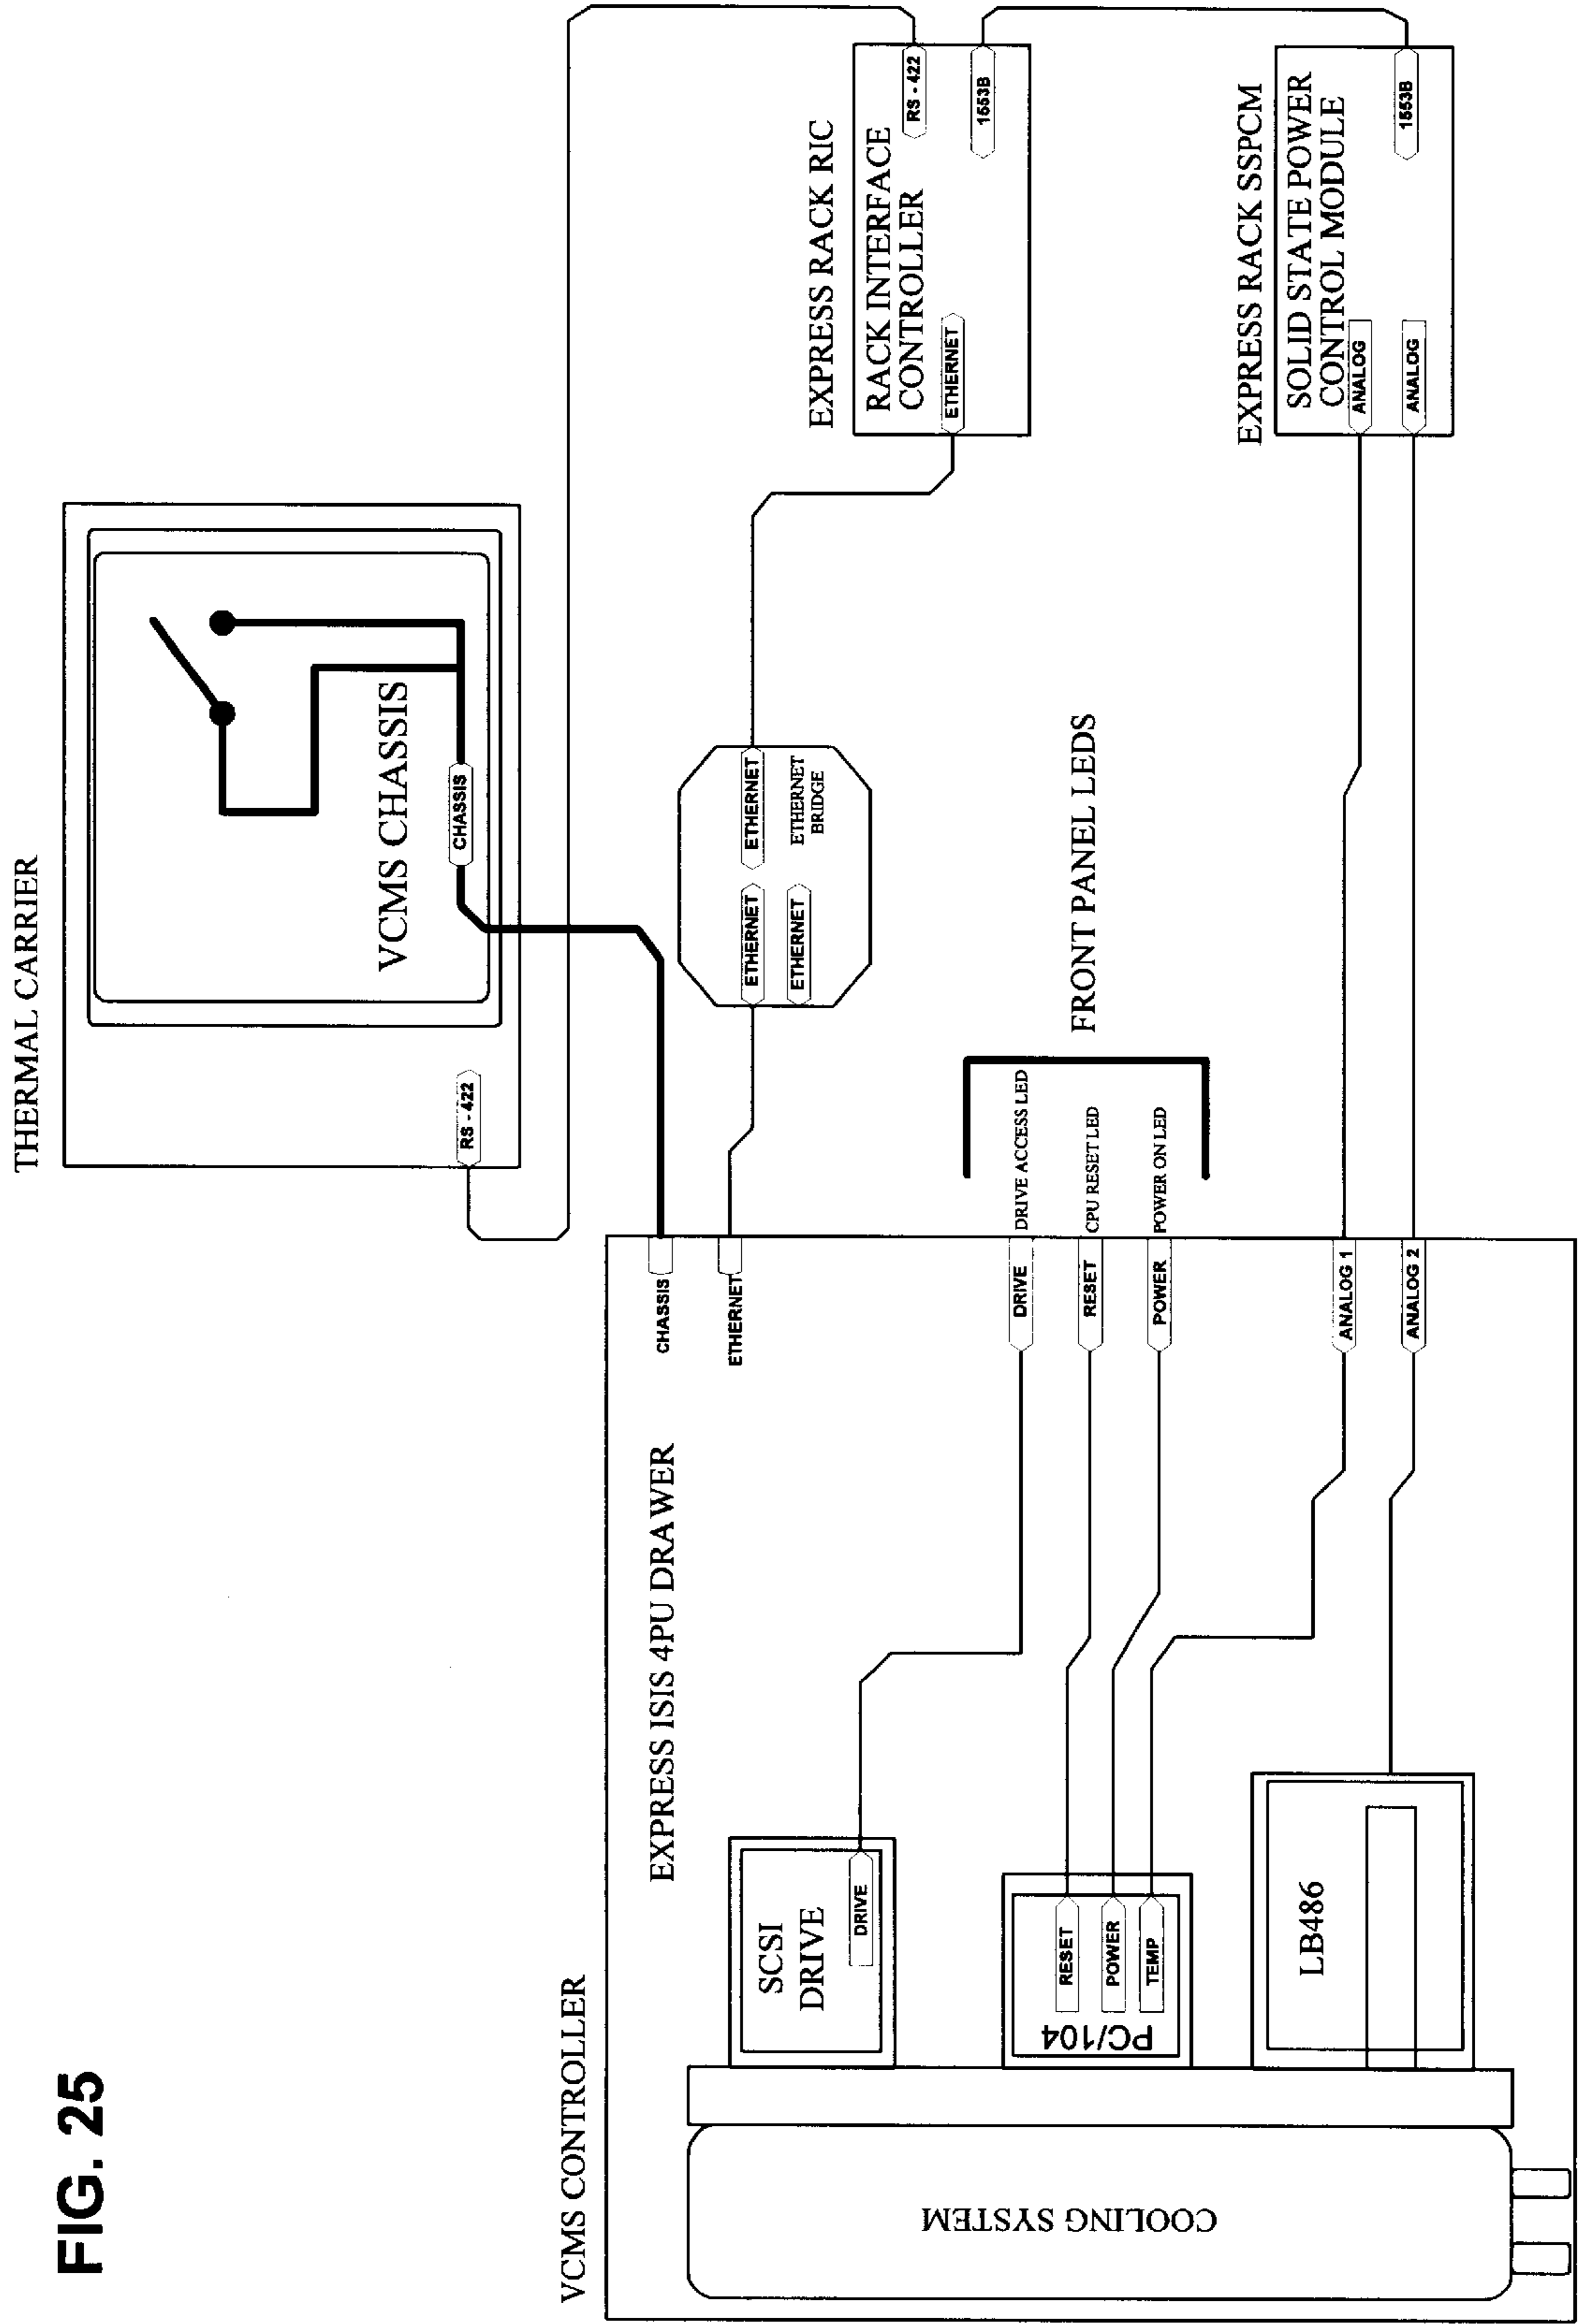 FIG. 25
THERMAL CARRIER
VCMS CHASSIS
CHASSIS
RS - 422
VCMS CONTROLLER
EXPRESS ISIS 4PU DRAWER
CHASSIS
ETHERNET
SCSI
DRIVE
DRIVE
DRIVE
DRIVE ACCESS LED
RESET
CPU RESET LED
POWER
POWER ON LED
FRONT PANEL LEDS
PC/104
RESET
POWER
TEMP
LB486
ANALOG 1
ANALOG 2
COOLING SYSTEM
ETHERNET
ETHERNET
ETHERNET
ETHERNET
BRIDGE
EXPRESS RACK RIC
RACK INTERFACE
CONTROLLER
RS - 422
1553B
ETHERNET
EXPRESS RACK SSPCM
SOLID STATE POWER
CONTROL MODULE
ANALOG
ANALOG
1553B